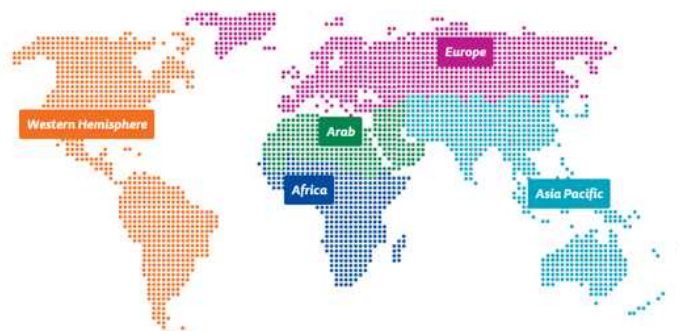 Europe
Western Hemisphere
Arab
Africa
Asia Pacific